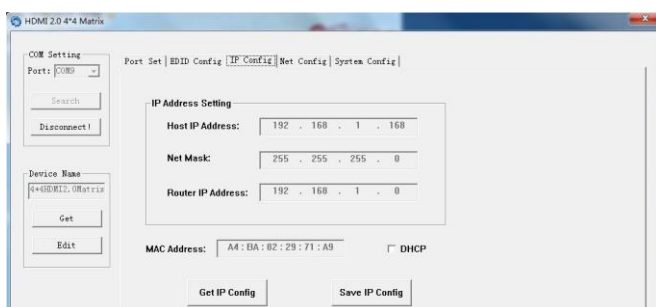 HDMI 2.0 4*4 Matrix
COM Setting
Port: COM9
Search
Disconnect!
Device Name
4*4HDMI2.0Matrix
Get
Edit
Port Set EDID Config IP Config Net Config System Config
IP Address Setting
Host IP Address: 192 . 168 . 1 . 168
Net Mask: 255 . 255 . 255 . 0
Router IP Address: 192 . 168 . 1 . 0
MAC Address: A4 : BA : 82 : 29 : 71 : A9
DHCP
Get IP Config
Save IP Config